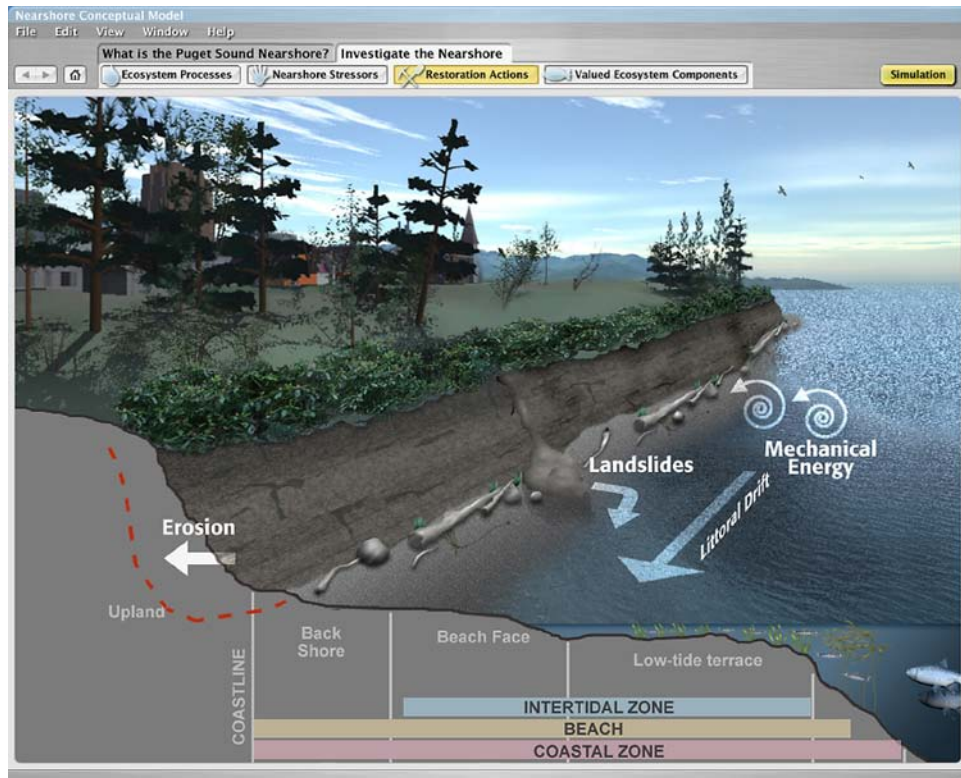 Nearshore Conceptual Model
File Edit View Window Help
What is the Puget Sound Nearshore? Investigate the Nearshore
Ecosystem Processes Nearshore Stressors Restoration Actions Valued Ecosystem Components Simulation
Mechanical
Energy
Landslides
Littoral Drift
Erosion
Upland
COASTLINE
Back
Shore
Beach Face
Low-tide terrace
INTERTIDAL ZONE
BEACH
COASTAL ZONE